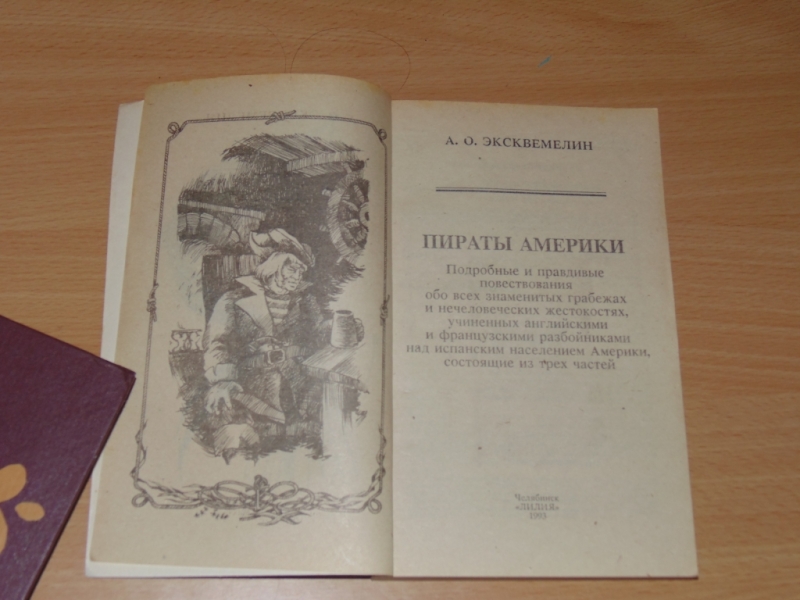 А. О. ЭКСКВЕМЕЛИН
ПИРАТЫ АМЕРИКИ
Подробные и правдивые
повествования
обо всех знаменитых грабежах
и нечеловеческих жестокостях,
учиненных английскими
и французскими разбойниками
над испанским населением Америки,
состоящие из трех частей
Челябинск
«ЛИЛИЯ»
1993